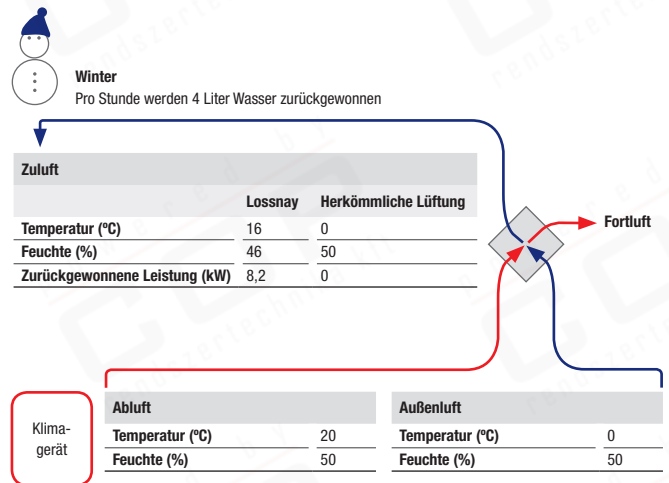 Winter
Pro Stunde werden 4 Liter Wasser zurückgewonnen
Zuluft
Lossnay Herkömmliche Lüftung
Temperatur (ºC) 16 0
Feuchte (%) 46 50
Zurückgewonnene Leistung (kW) 8,2 0
Fortluft
Klima-
gerät
Abluft
Temperatur (ºC) 20
Feuchte (%) 50
Außenluft
Temperatur (ºC) 0
Feuchte (%) 50